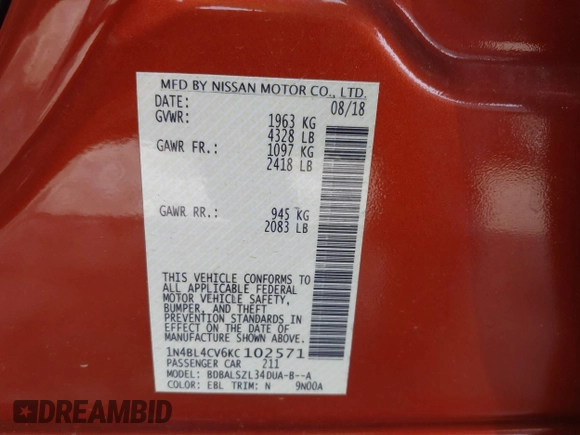 MFD BY NISSAN MOTOR CO., LTD.
DATE: 08/18
GVWR: 1963 KG
4328 LB
GAWR FR.: 1097 KG
2418 LB
GAWR RR.: 945 KG
2083 LB
THIS VEHICLE CONFORMS TO
ALL APPLICABLE FEDERAL
MOTOR VEHICLE SAFETY,
BUMPER, AND THEFT
PREVENTION STANDARDS IN
EFFECT ON THE DATE OF
MANUFACTURE SHOWN ABOVE.
1N4BL4CV6KC102571
PASSENGER CAR 211
MODEL: BDBALSZL34DUA-B--A
COLOR: EBL TRIM: N 9N00A
DREAMBID